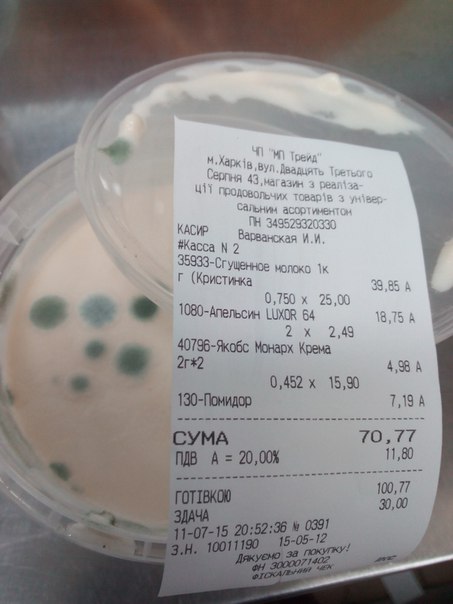 ЧП "МП Трейд"
м.Харків,вул.Двадцять Третього
Серпня 43,магазин з реаліза-
ції продовольчих товарів з універ-
сальним асортиментом
ПН 349529320330
КАСИР Варванская И.И.
#Касса N 2
35933-Сгущенное молоко 1к
г (Кристинка 39,85 А
0,750 x 25,00
1080-Апельсин LUXOR 64 18,75 А
2 x 2,49
40796-Якобс Монарх Крема
2г*2 4,98 А
0,452 x 15,90
130-Помидор 7,19 А
СУМА 70,77
ПДВ А = 20,00% 11,80
ГОТІВКОЮ 100,77
ЗДАЧА 30,00
11-07-15 20:52:36 № 0391
З.Н. 10011190 15-05-12
Дякуємо за покупку!
ФН 3000071402
ФІСКАЛЬНИЙ ЧЕК